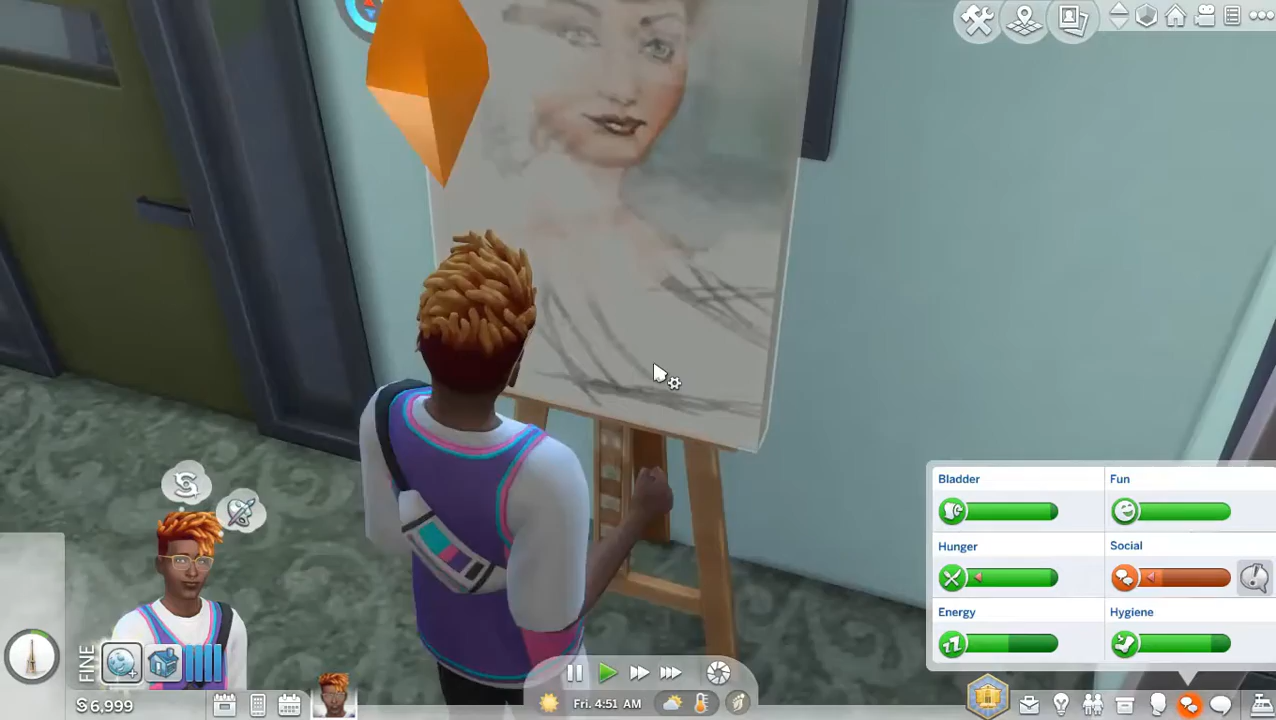 Bladder
Fun
Hunger
Social
Energy
Hygiene
FINE
§6,999
Fri. 4:51 AM